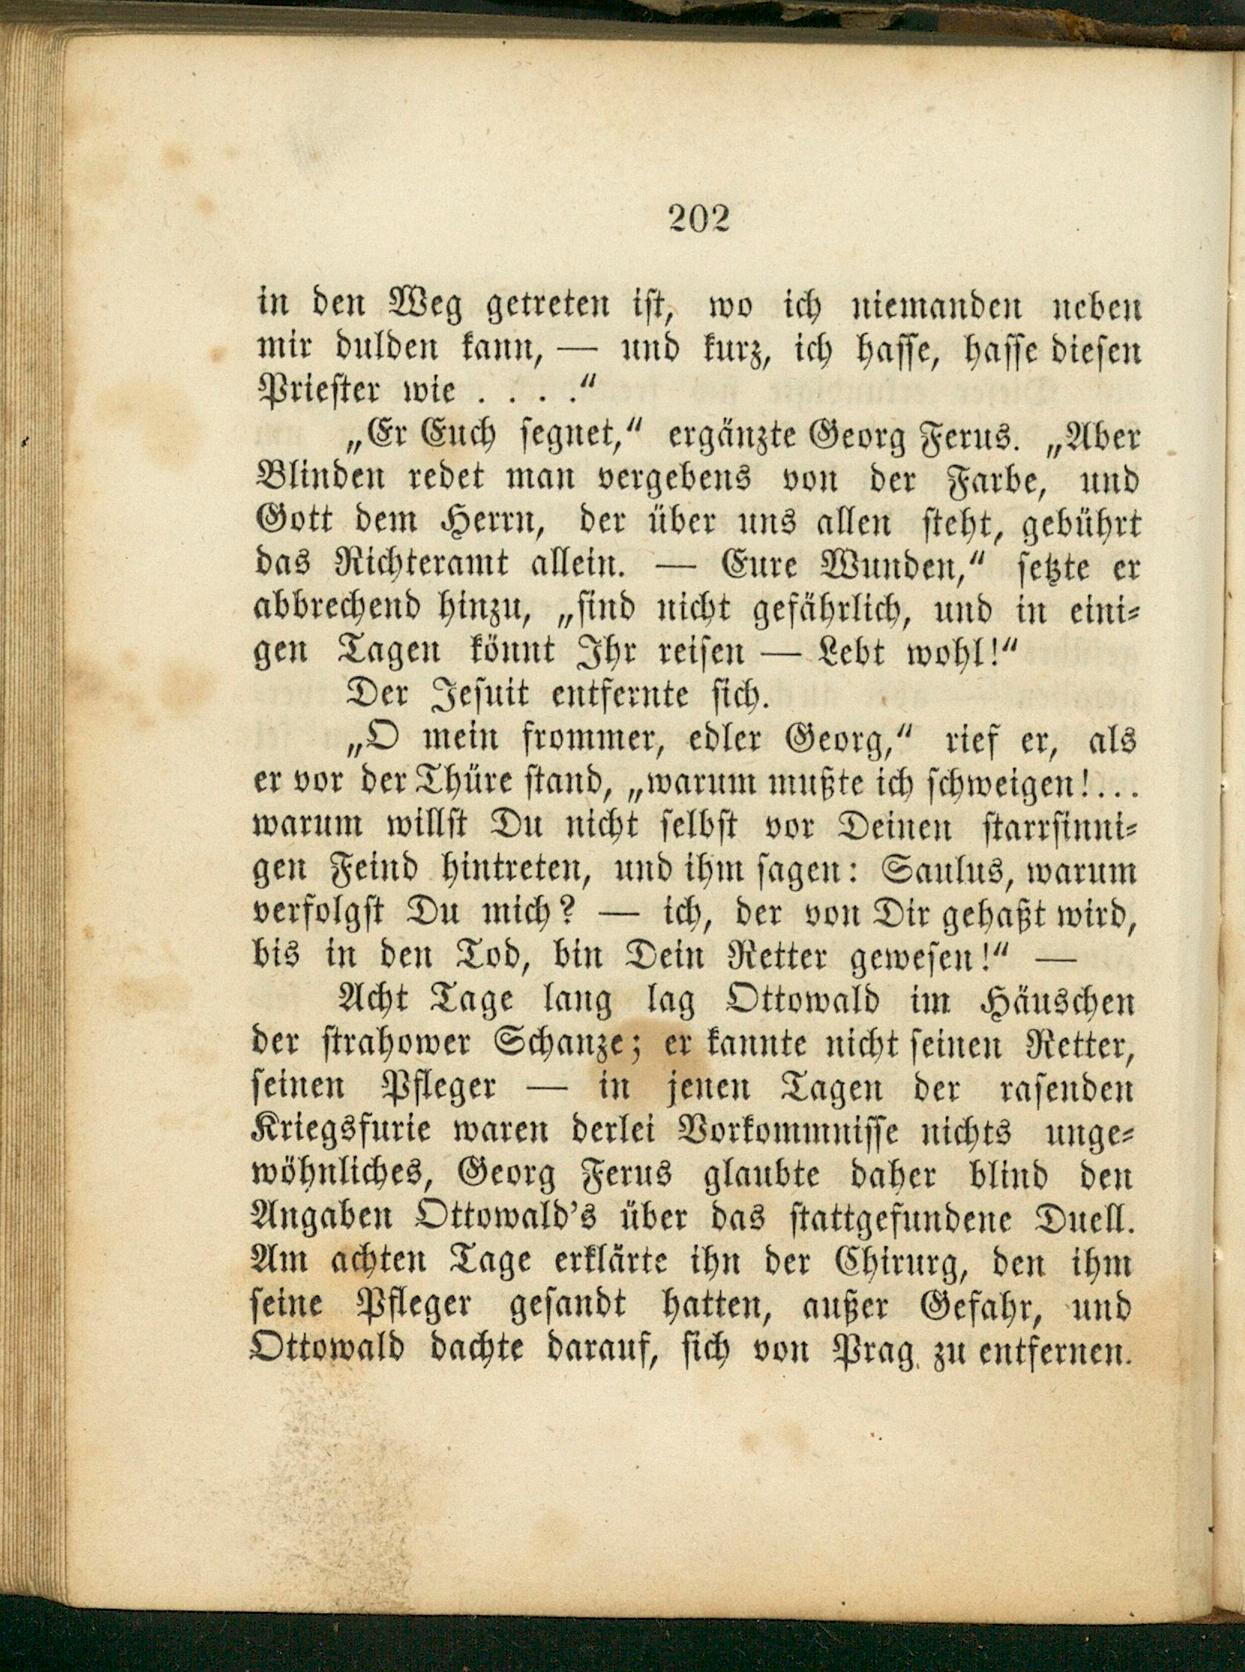 202
in den Weg getreten ist, wo ich niemanden neben
mir dulden kann, — und kurz, ich hasse, hasse diesen
Priester wie . . . .“
„Er Euch segnet,“ ergänzte Georg Ferus. „Aber
Blinden redet man vergebens von der Farbe, und
Gott dem Herrn, der über uns allen steht, gebührt
das Richteramt allein. — Eure Wunden,“ setzte er
abbrechend hinzu, „sind nicht gefährlich, und in eini-
gen Tagen könnt Ihr reisen — Lebt wohl!“
Der Jesuit entfernte sich.
„O mein frommer, edler Georg,“ rief er, als
er vor der Thüre stand, „warum mußte ich schweigen!...
warum willst Du nicht selbst vor Deinen starrsinni-
gen Feind hintreten, und ihm sagen: Saulus, warum
verfolgst Du mich? — ich, der von Dir gehaßt wird,
bis in den Tod, bin Dein Retter gewesen!“ —
Acht Tage lang lag Ottowald im Häuschen
der strahower Schanze; er kannte nicht seinen Retter,
seinen Pfleger — in jenen Tagen der rasenden
Kriegsfurie waren derlei Vorkommnisse nichts unge-
wöhnliches, Georg Ferus glaubte daher blind den
Angaben Ottowald's über das stattgefundene Duell.
Am achten Tage erklärte ihn der Chirurg, den ihm
seine Pfleger gesandt hatten, außer Gefahr, und
Ottowald dachte darauf, sich von Prag zu entfernen.